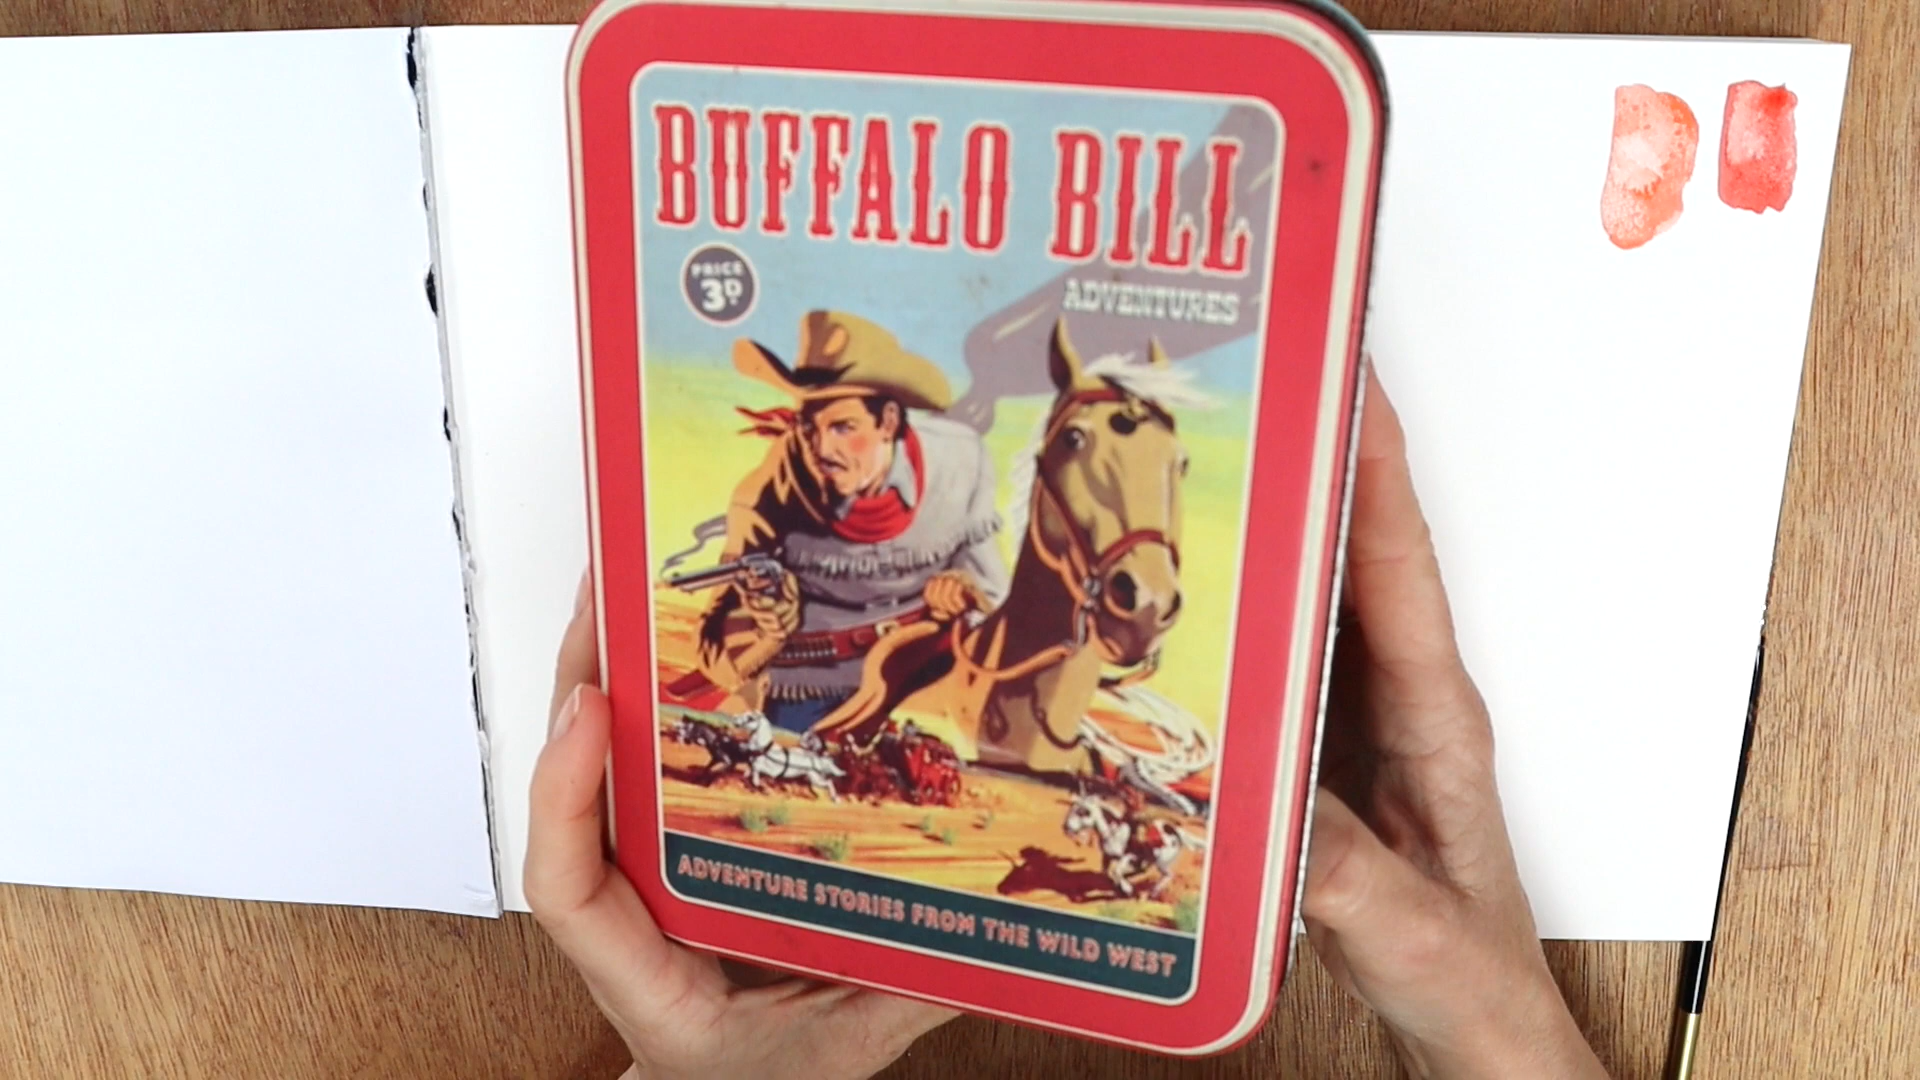 BUFFALO BILL
ADVENTURES
PRICE
3D.
ADVENTURE STORIES FROM THE WILD WEST